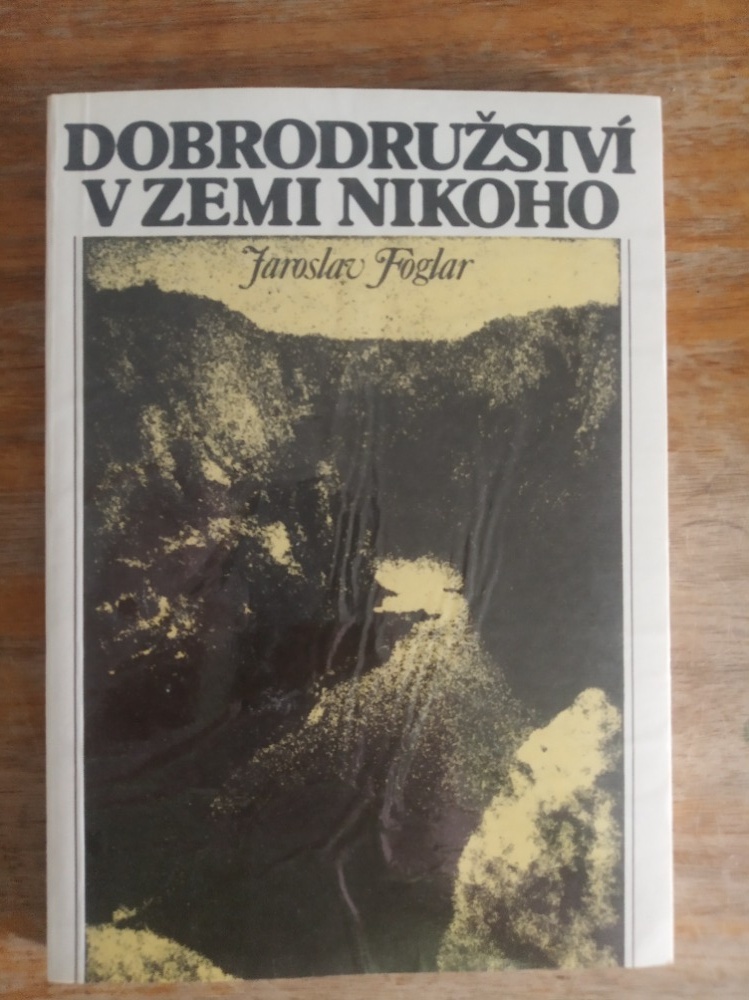 DOBRODRUŽSTVÍ
V ZEMI NIKOHO
Jaroslav Foglar